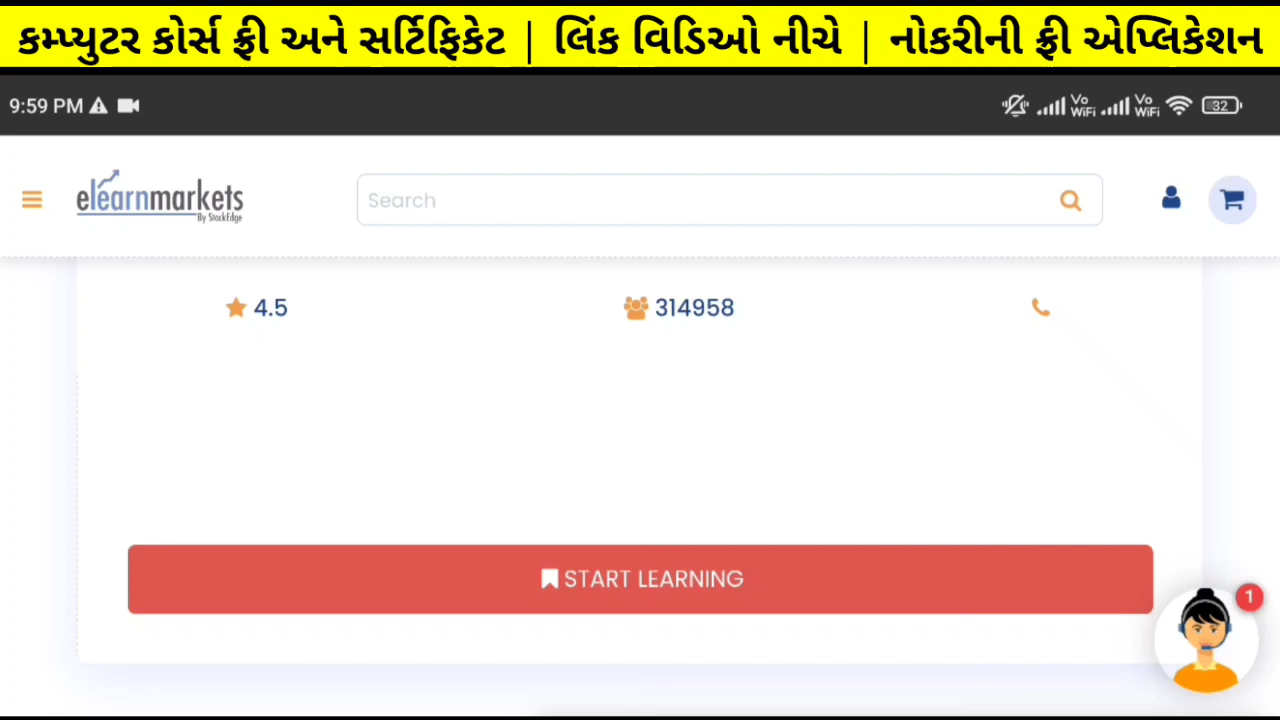 કમ્પ્યુટર કોર્સ ફ્રી અને સર્ટિફિકેટ | લિંક વિડિઓ નીચે | નોકરીની ફ્રી એપ્લિકેશન
9:59 PM Vo WiFi Vo WiFi 32
elearnmarkets
By StockEdge
Search
4.5 314958
START LEARNING
1